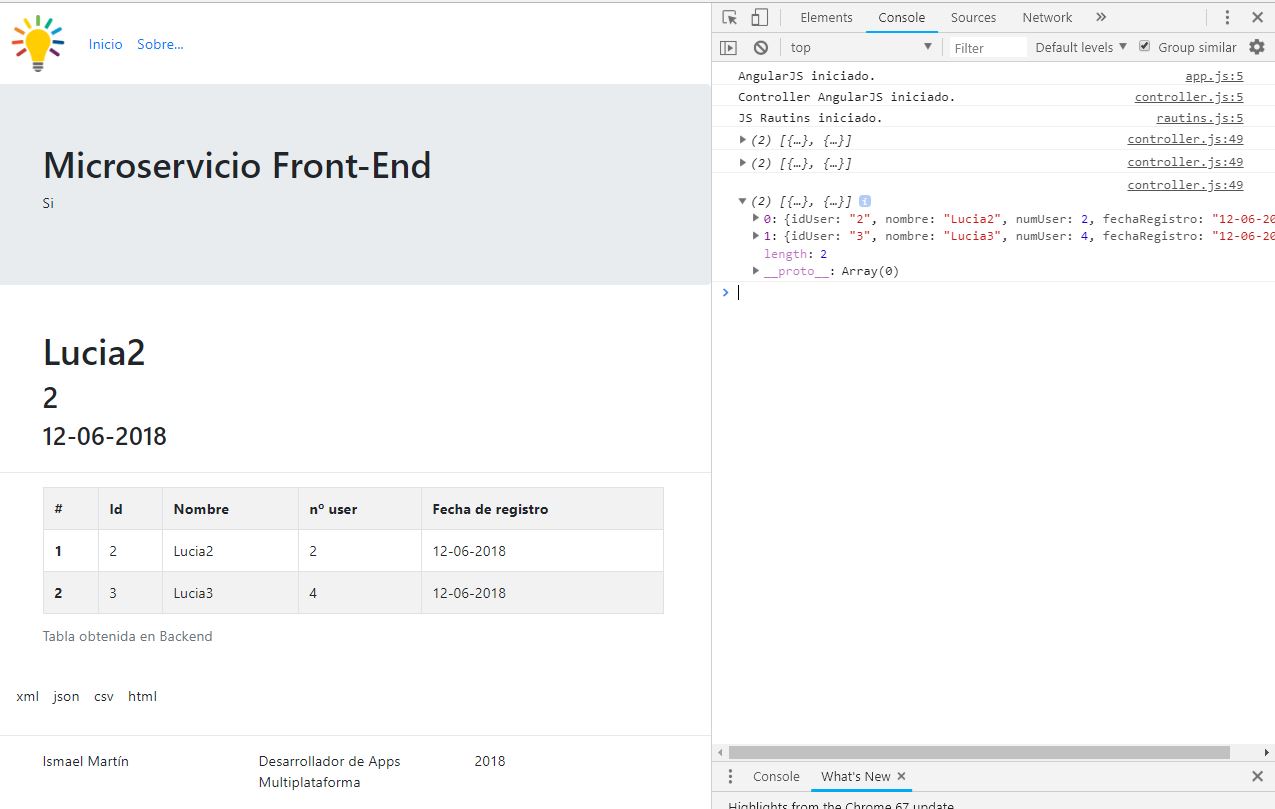 Inicio Sobre...
Microservicio Front-End
Si
Lucia2
2
12-06-2018
# Id Nombre nº user Fecha de registro
1 2 Lucia2 2 12-06-2018
2 3 Lucia3 4 12-06-2018
Tabla obtenida en Backend
xml json csv html
Ismael Martín Desarrollador de Apps 2018
Multiplataforma
Elements Console Sources Network »
top Filter Default levels Group similar
AngularJS iniciado. app.js:5
Controller AngularJS iniciado. controller.js:5
JS Rautins iniciado. rautins.js:5
(2) [{…}, {…}] controller.js:49
(2) [{…}, {…}] controller.js:49
controller.js:49
(2) [{…}, {…}] i
0: {idUser: "2", nombre: "Lucia2", numUser: 2, fechaRegistro: "12-06-20
1: {idUser: "3", nombre: "Lucia3", numUser: 4, fechaRegistro: "12-06-20
length: 2
__proto__: Array(0)
Console What's New
Highlights from the Chrome 67 update